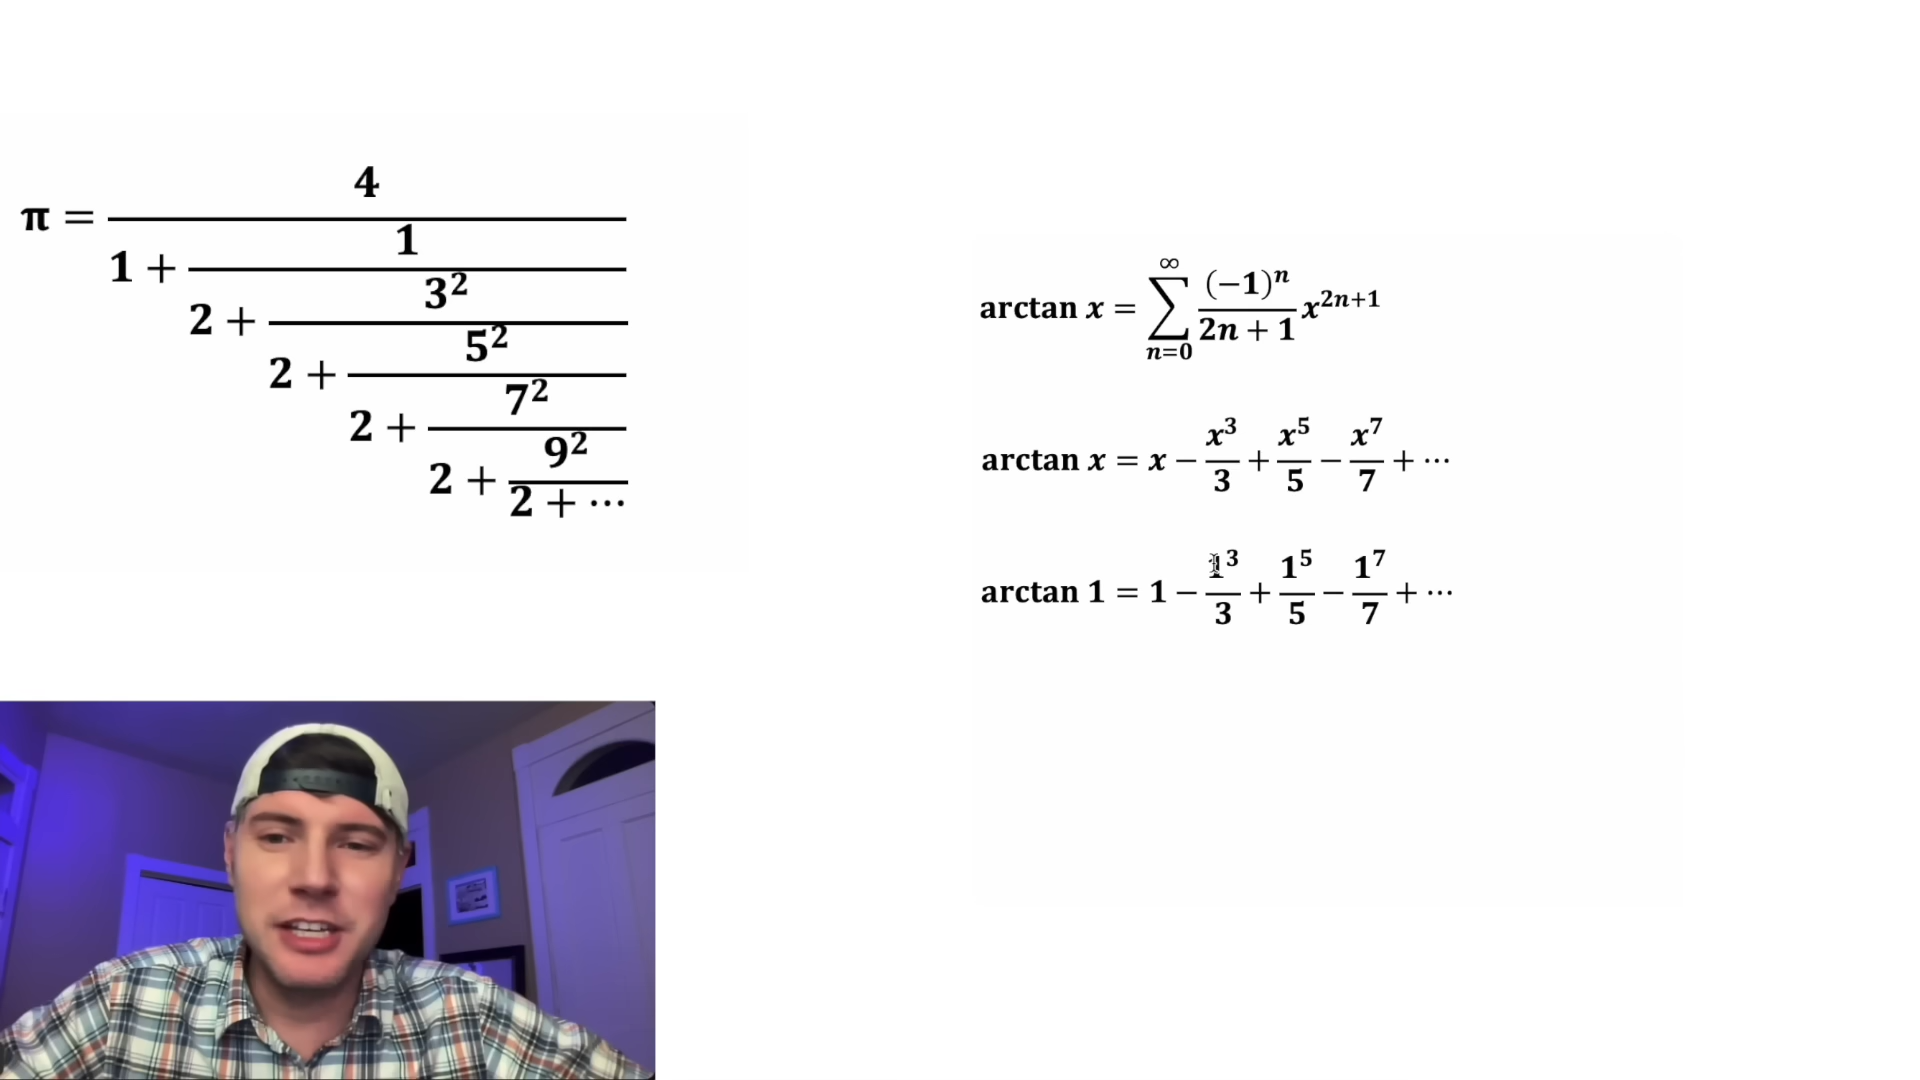 π = 4
1 + 1
2 + 3²
2 + 5²
2 + 7²
2 + 9²
2 + ⋯
arctan x = ∑_{n=0}^{∞} (−1)ⁿ/(2n + 1) x²ⁿ⁺¹
arctan x = x − x³/3 + x⁵/5 − x⁷/7 + ⋯
arctan 1 = 1 − 1³/3 + 1⁵/5 − 1⁷/7 + ⋯